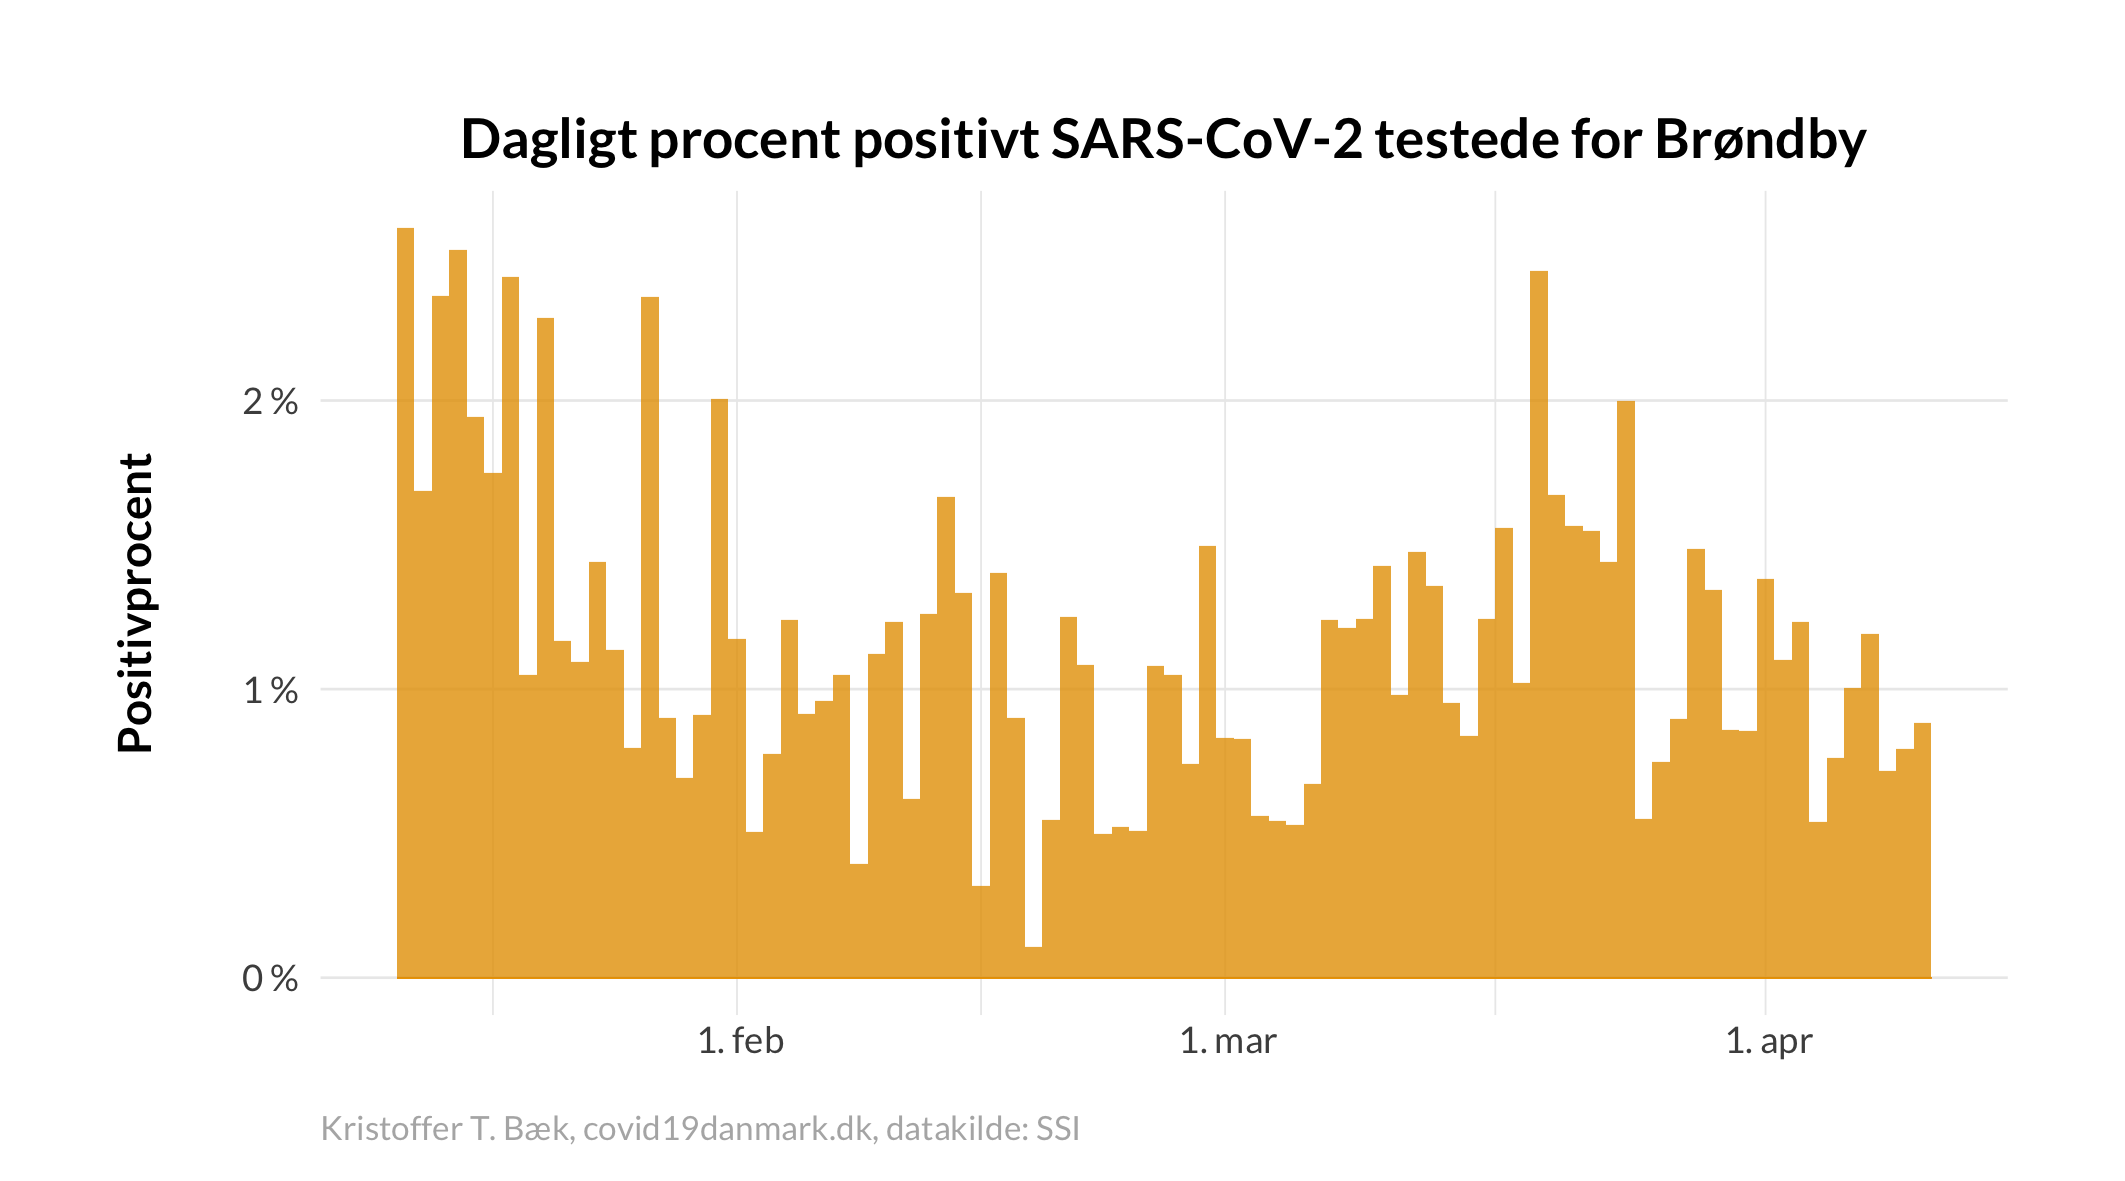 Dagligt procent positivt SARS-CoV-2 testede for Brøndby
Positivprocent
2 %
1 %
0 %
1. feb
1. mar
1. apr
Kristoffer T. Bæk, covid19danmark.dk, datakilde: SSI